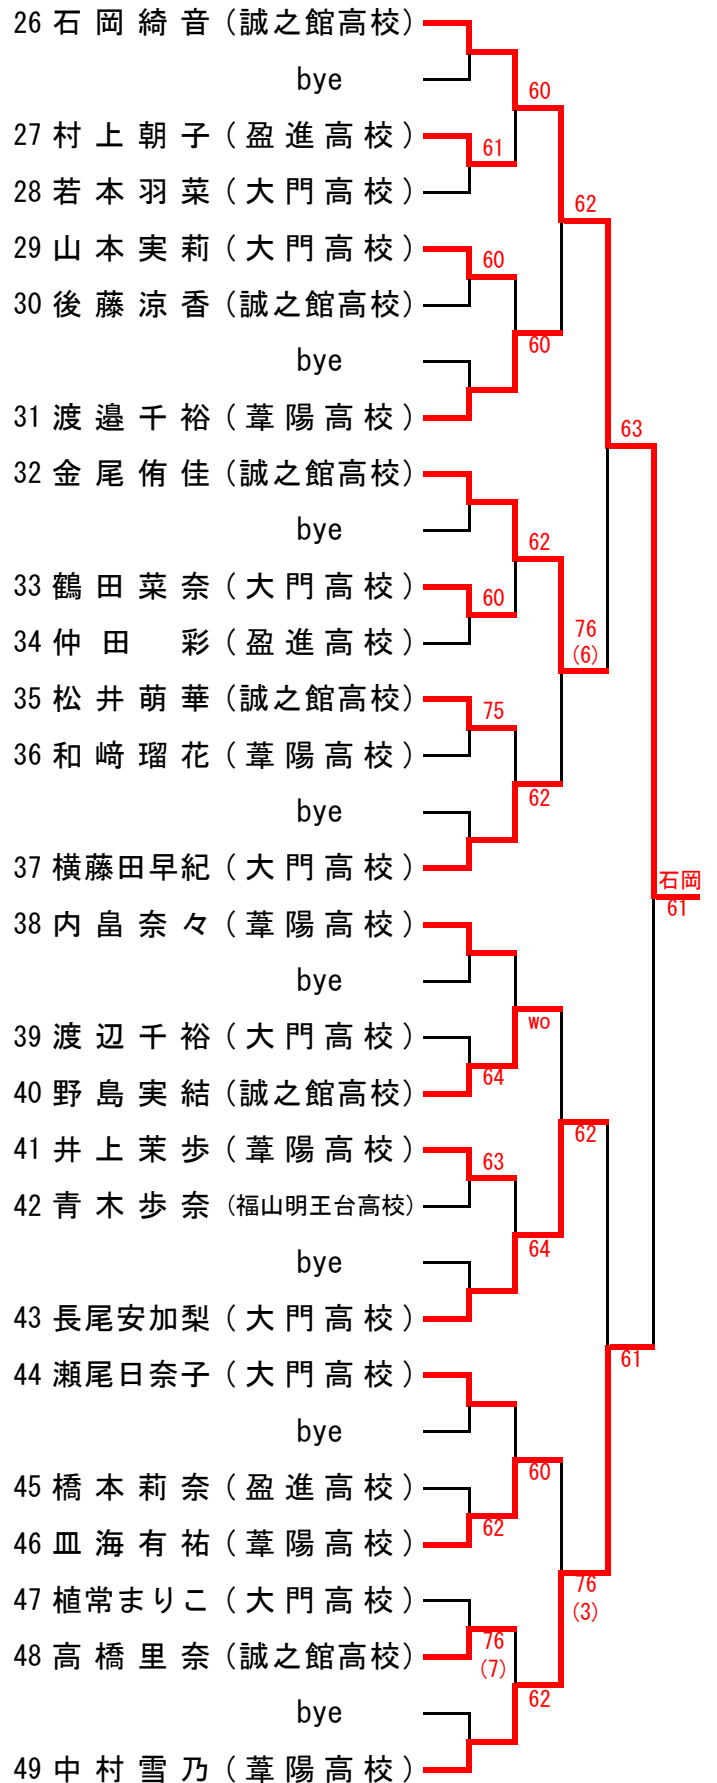 26 石岡綺音 (誠之館高校)
bye
60
27 村上朝子 (盈進高校)
61
28 若本羽菜 (大門高校)
62
29 山本実莉 (大門高校)
60
30 後藤涼香 (誠之館高校)
60
bye
31 渡邉千裕 (葦陽高校)
63
32 金尾侑佳 (誠之館高校)
bye
62
33 鶴田菜奈 (大門高校)
60
34 仲田 彩 (盈進高校)
76
(6)
35 松井萌華 (誠之館高校)
75
36 和﨑瑠花 (葦陽高校)
62
bye
37 横藤田早紀 (大門高校)
石岡
61
38 内畠奈々 (葦陽高校)
bye
wo
39 渡辺千裕 (大門高校)
64
40 野島実結 (誠之館高校)
62
41 井上茉歩 (葦陽高校)
63
42 青木歩奈 (福山明王台高校)
64
bye
43 長尾安加梨 (大門高校)
61
44 瀬尾日奈子 (大門高校)
bye
60
45 橋本莉奈 (盈進高校)
62
46 皿海有祐 (葦陽高校)
76
(3)
47 植常まりこ (大門高校)
76
(7)
48 高橋里奈 (誠之館高校)
62
bye
49 中村雪乃 (葦陽高校)